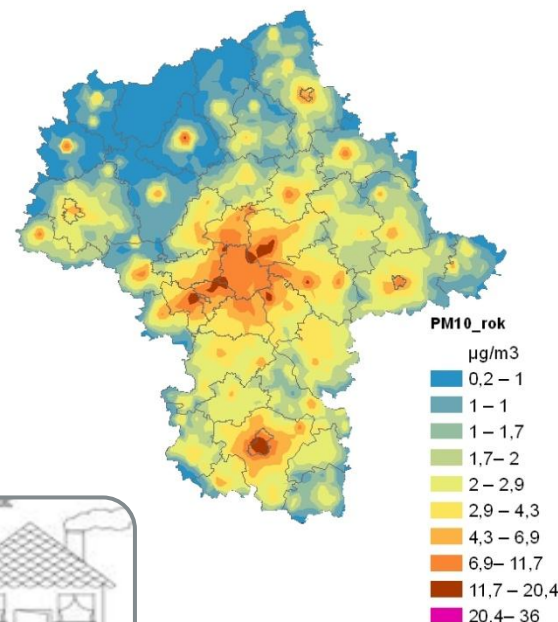 PM10_rok
µg/m3
0,2 – 1
1 – 1
1 – 1,7
1,7– 2
2 – 2,9
2,9 – 4,3
4,3 – 6,9
6,9– 11,7
11,7 – 20,4
20,4– 36